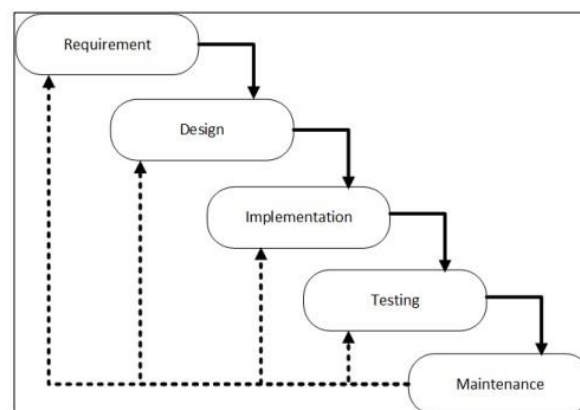 Requirement
Design
Implementation
Testing
Maintenance